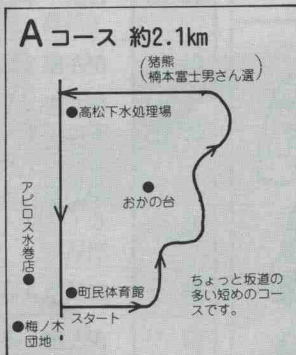 Aコース 約2.1km
(猪熊
楠本富士男さん選)
●高松下水処理場
●おかの台
アピロス水巻店●
●町民体育館
スタート
●梅ノ木
団地
ちょっと坂道の
多い短めのコー
スです。